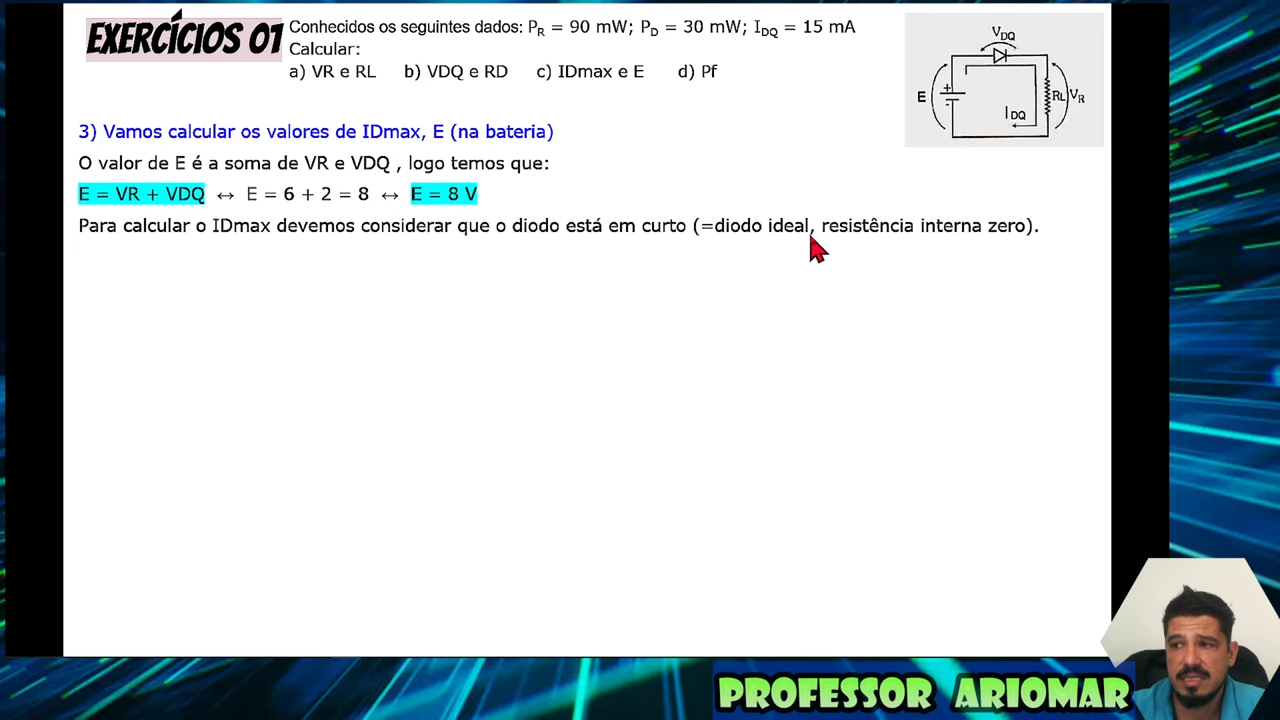 EXERCÍCIOS 01
Conhecidos os seguintes dados: PR = 90 mW; PD = 30 mW; IDQ = 15 mA
Calcular:
a) VR e RL b) VDQ e RD c) IDmax e E d) Pf
VDQ
E
+
-
IDQ
RL
VR
3) Vamos calcular os valores de IDmax, E (na bateria)
O valor de E é a soma de VR e VDQ , logo temos que:
E = VR + VDQ ↔ E = 6 + 2 = 8 ↔ E = 8 V
Para calcular o IDmax devemos considerar que o diodo está em curto (=diodo ideal, resistência interna zero).
PROFESSOR ARIOMAR